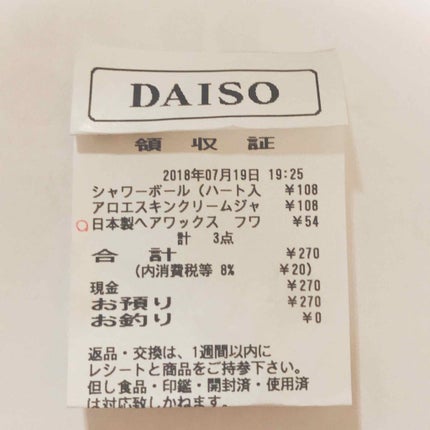 DAISO
領収証
2018年07月19日 19:25
シャワーボール(ハート入 ¥108
アロエスキンクリームジャ ¥108
日本製ヘアワックス フワ ¥54
計 3点
合計 ¥270
(内消費税等 8% ¥20)
現金 ¥270
お預り ¥270
お釣り ¥0
返品・交換は、1週間以内に
レシートと商品をご持参下さい。
但し食品・印鑑・開封済・使用済
は対応致しかねます。